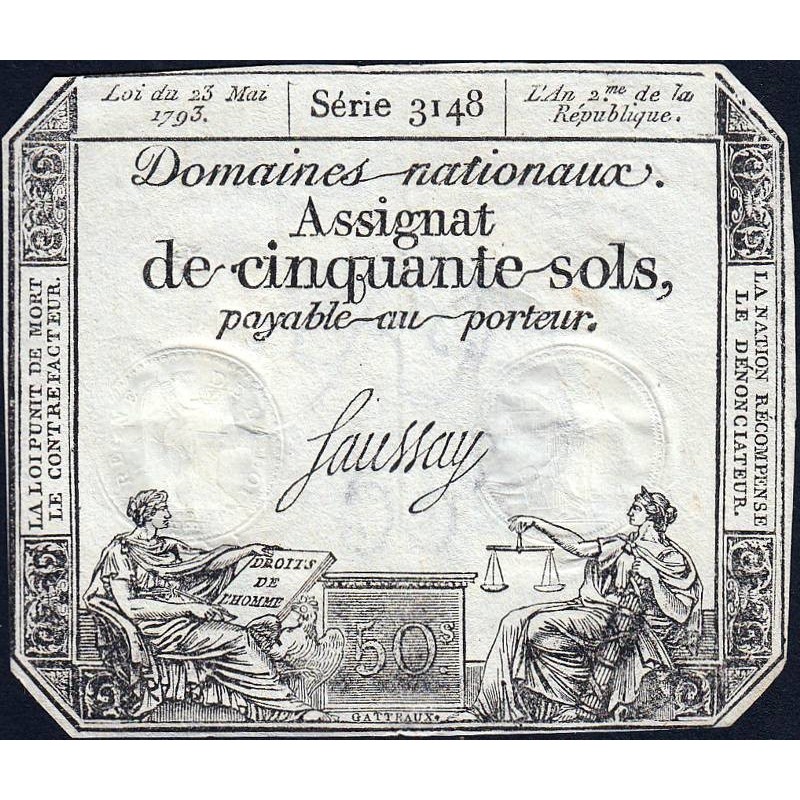 Loi du 23 Mai
1793.
Série 3148
L'An 2.me de la
République.
Domaines nationaux.
Assignat
de cinquante sols,
payable au porteur.
LA LOI PUNIT DE MORT
LE CONTREFACTEUR.
LA NATION RÉCOMPENSE
LE DÉNONCIATEUR.
Saussay
DROITS
DE
L'HOMME
50.s
GATTEAUX.